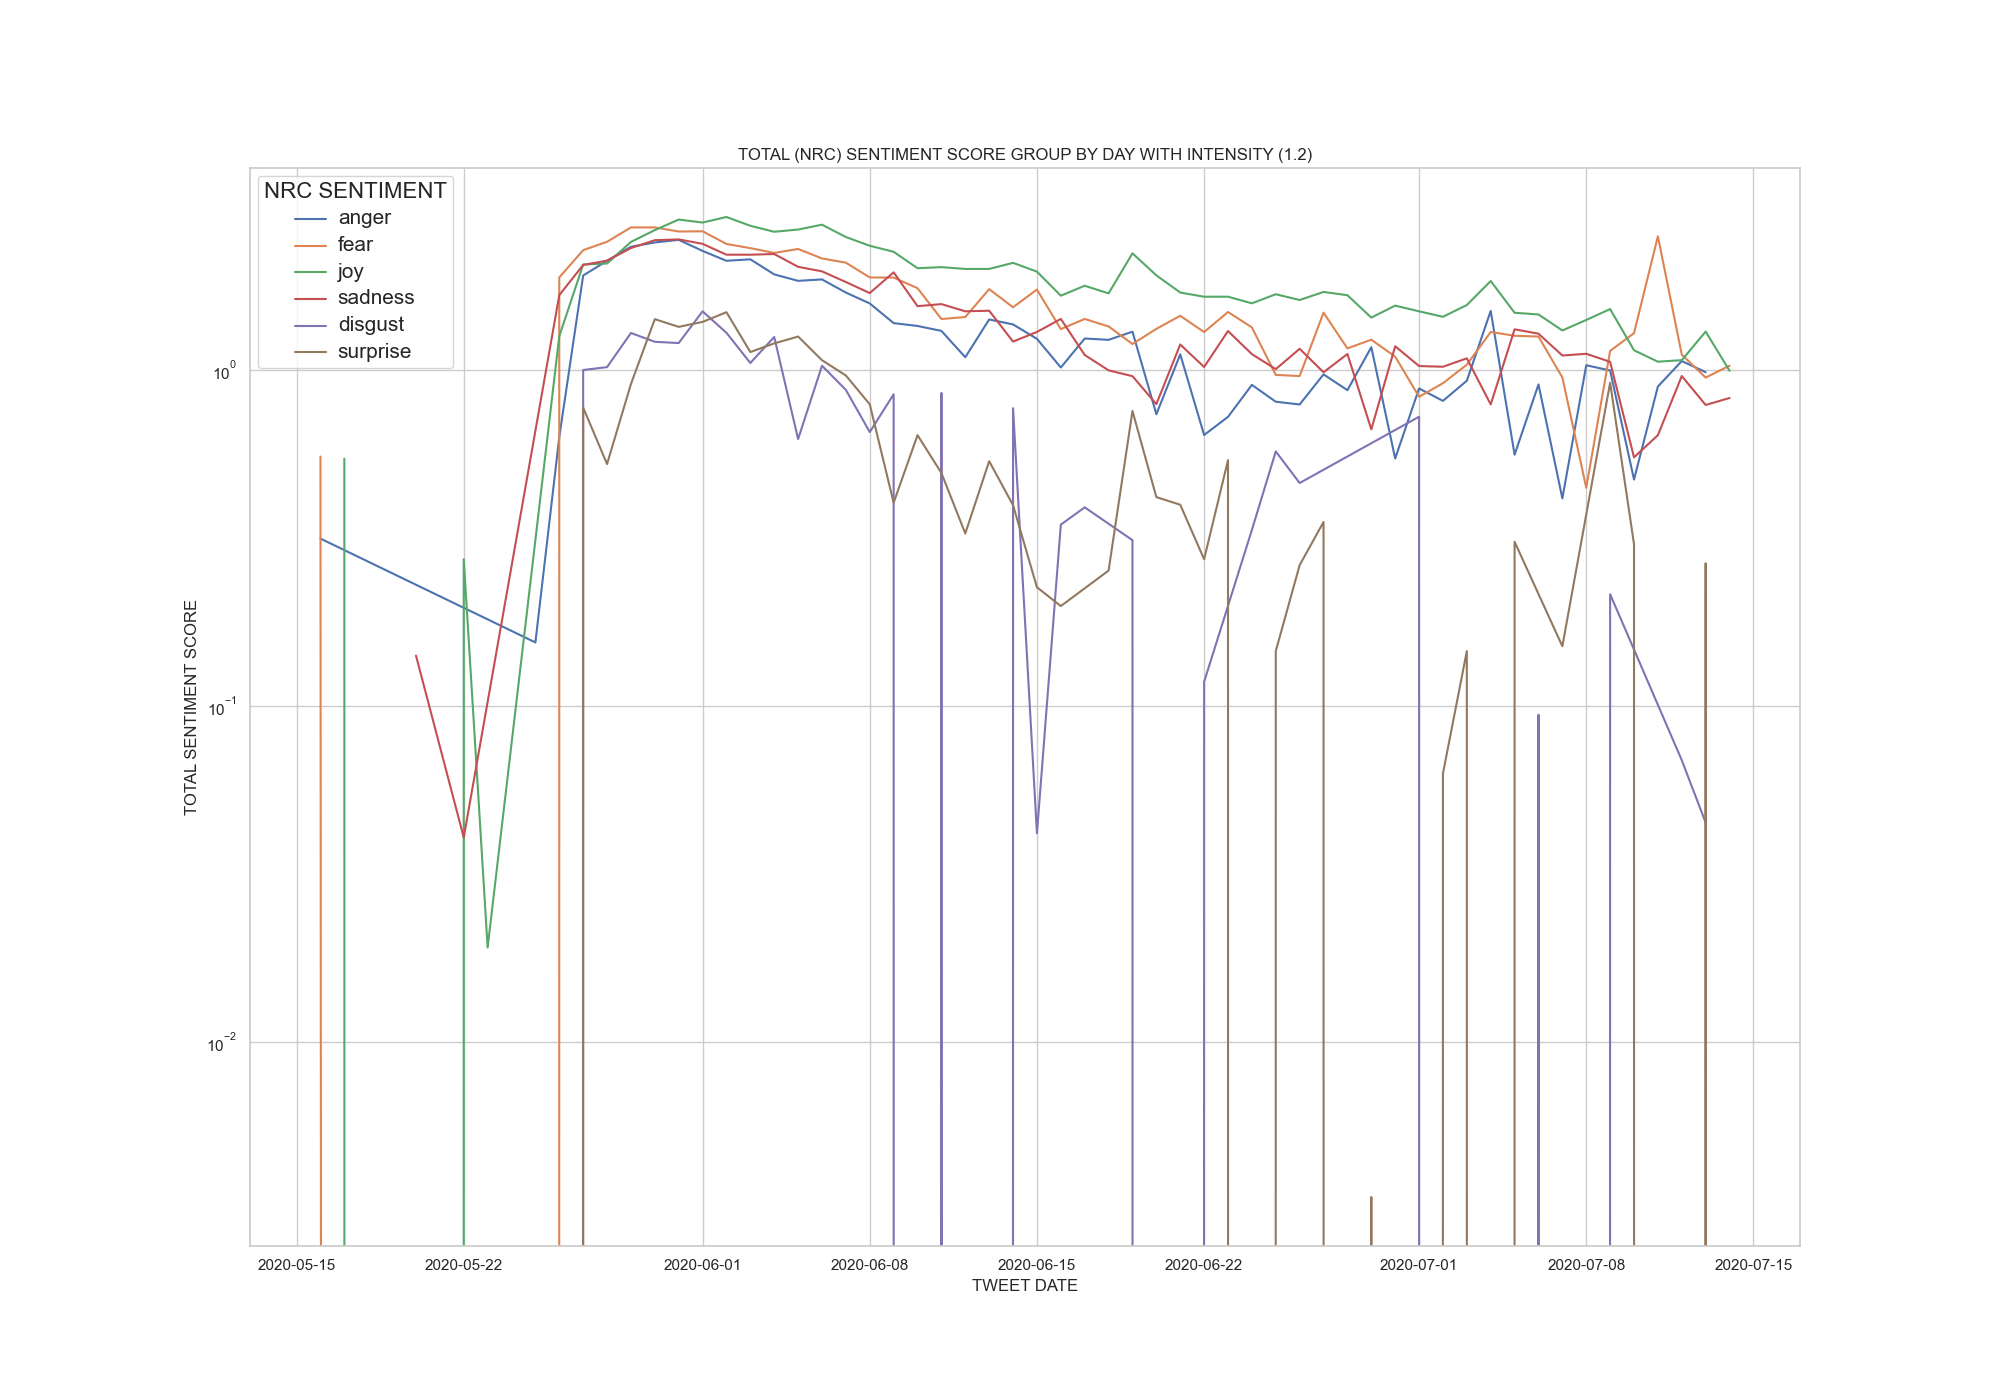 TOTAL (NRC) SENTIMENT SCORE GROUP BY DAY WITH INTENSITY (1.2)
NRC SENTIMENT
anger
fear
joy
sadness
disgust
surprise
10⁰
10⁻¹
10⁻²
TOTAL SENTIMENT SCORE
2020-05-15 2020-05-22 2020-06-01 2020-06-08 2020-06-15 2020-06-22 2020-07-01 2020-07-08 2020-07-15
TWEET DATE